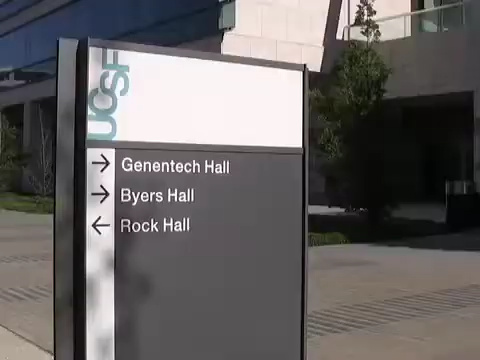 UCSF
→ Genentech Hall
→ Byers Hall
← Rock Hall